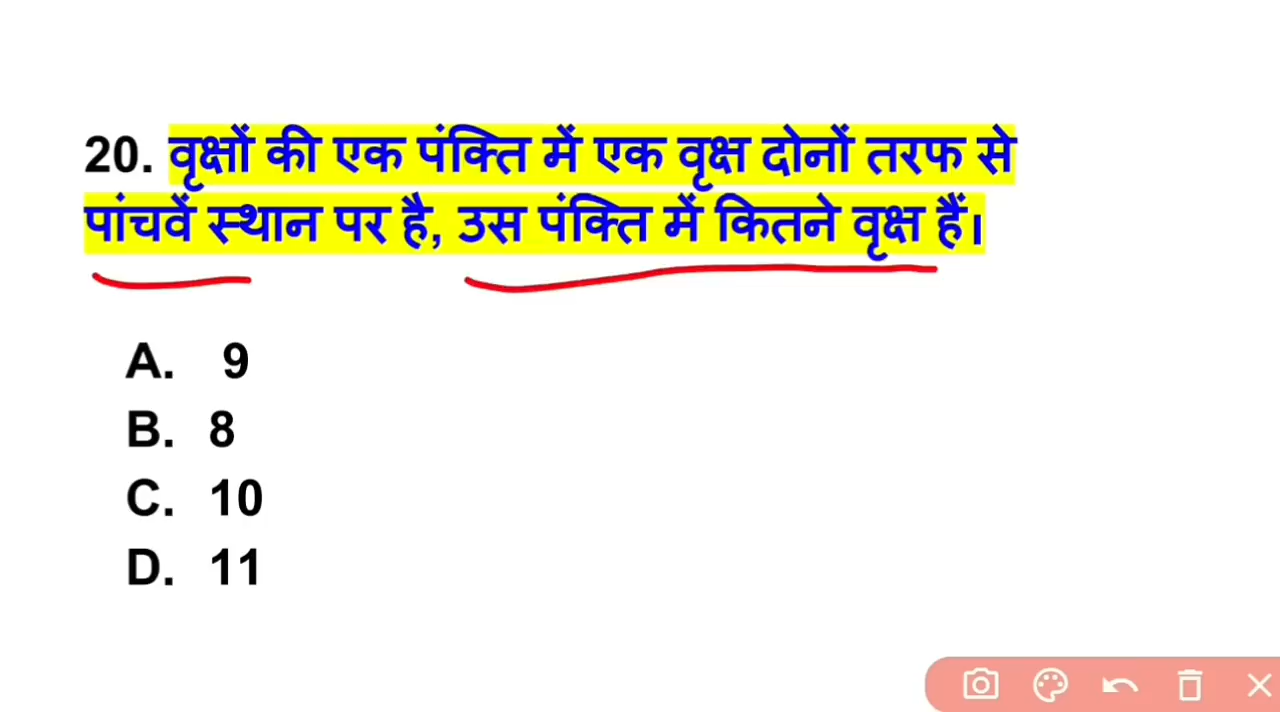 20. वृक्षों की एक पंक्ति में एक वृक्ष दोनों तरफ से
पांचवें स्थान पर है, उस पंक्ति में कितने वृक्ष हैं।
A. 9
B. 8
C. 10
D. 11